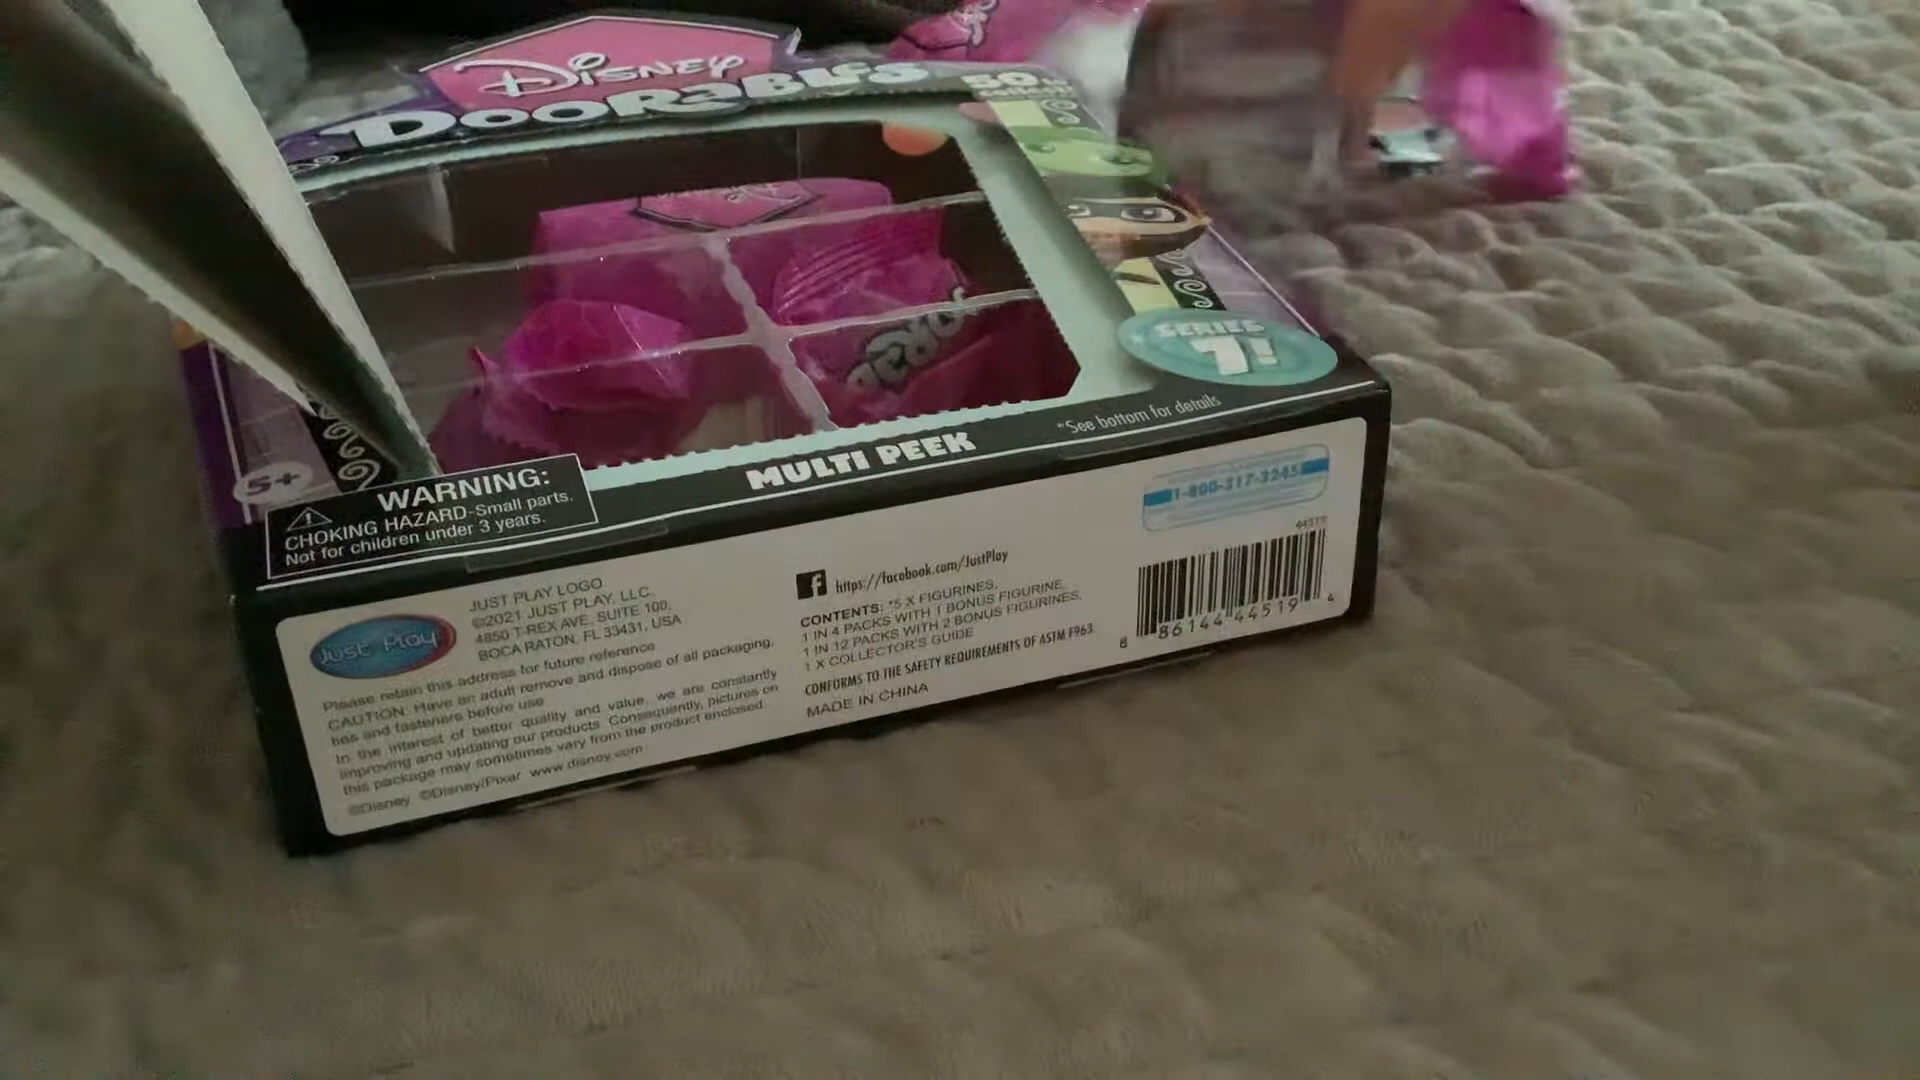 Disney
Doorables
50
SERIES
7!
5+
*See bottom for details
MULTI PEEK
WARNING:
CHOKING HAZARD-Small parts.
Not for children under 3 years.
1-800-317-3245
44519
Just Play
JUST PLAY LOGO
©2021 JUST PLAY, LLC.
4850 T-REX AVE, SUITE 100,
BOCA RATON, FL 33431, USA
Please retain this address for future reference
CAUTION: Have an adult remove and dispose of all packaging,
ties and fasteners before use
In the interest of better quality and value, we are constantly
improving and updating our products. Consequently, pictures on
this package may sometimes vary from the product enclosed.
©Disney ©Disney/Pixar www.disney.com
https://facebook.com/JustPlay
CONTENTS: *5 X FIGURINES,
1 IN 4 PACKS WITH 1 BONUS FIGURINE,
1 IN 12 PACKS WITH 2 BONUS FIGURINES,
1 X COLLECTOR'S GUIDE
CONFORMS TO THE SAFETY REQUIREMENTS OF ASTM F963.
MADE IN CHINA
8 86144 44519 4